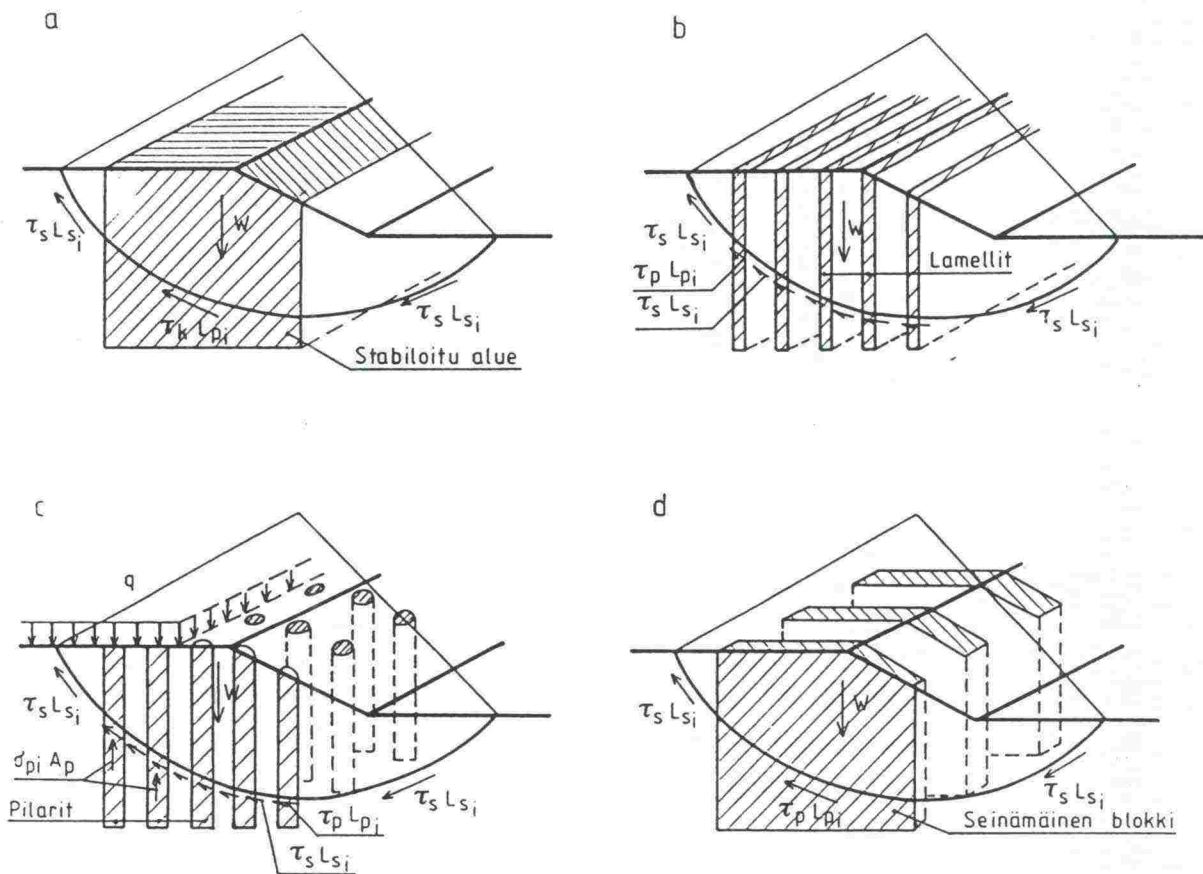 a
τs Lsi
W
τk Lpi
τs Lsi
Stabiloitu alue
b
τs Lsi
τp Lpi
τs Lsi
W
Lamellit
τs Lsi
c
q
τs Lsi
W
σpi Ap
Pilarit
τs Lsi
τp Lpi
τs Lsi
d
τs Lsi
W
τp Lpi
τs Lsi
Seinämäinen blokki